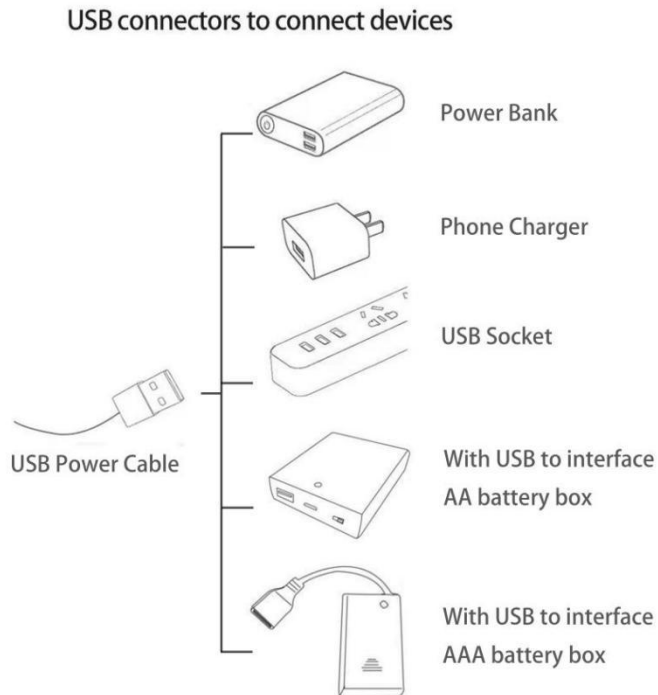 USB connectors to connect devices
Power Bank
Phone Charger
USB Socket
USB Power Cable
With USB to interface
AA battery box
With USB to interface
AAA battery box